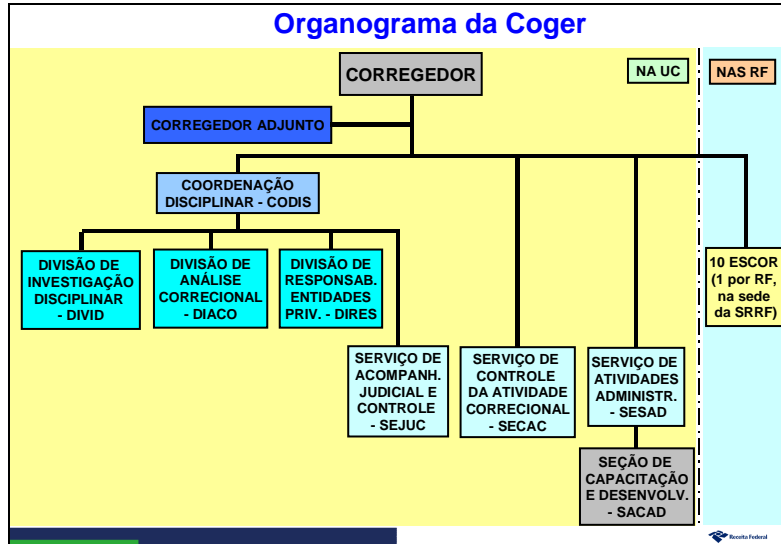 Organograma da Coger
CORREGEDOR
NA UC
NAS RF
CORREGEDOR ADJUNTO
COORDENAÇÃO
DISCIPLINAR - CODIS
DIVISÃO DE
INVESTIGAÇÃO
DISCIPLINAR
- DIVID
DIVISÃO DE
ANÁLISE
CORRECIONAL
- DIACO
DIVISÃO DE
RESPONSAB.
ENTIDADES
PRIV. - DIRES
10 ESCOR
(1 por RF,
na sede
da SRRF)
SERVIÇO DE
ACOMPANH.
JUDICIAL E
CONTROLE
- SEJUC
SERVIÇO DE
CONTROLE
DA ATIVIDADE
CORRECIONAL
- SECAC
SERVIÇO DE
ATIVIDADES
ADMINISTR.
- SESAD
SEÇÃO DE
CAPACITAÇÃO
E DESENVOLV.
- SACAD
Receita Federal